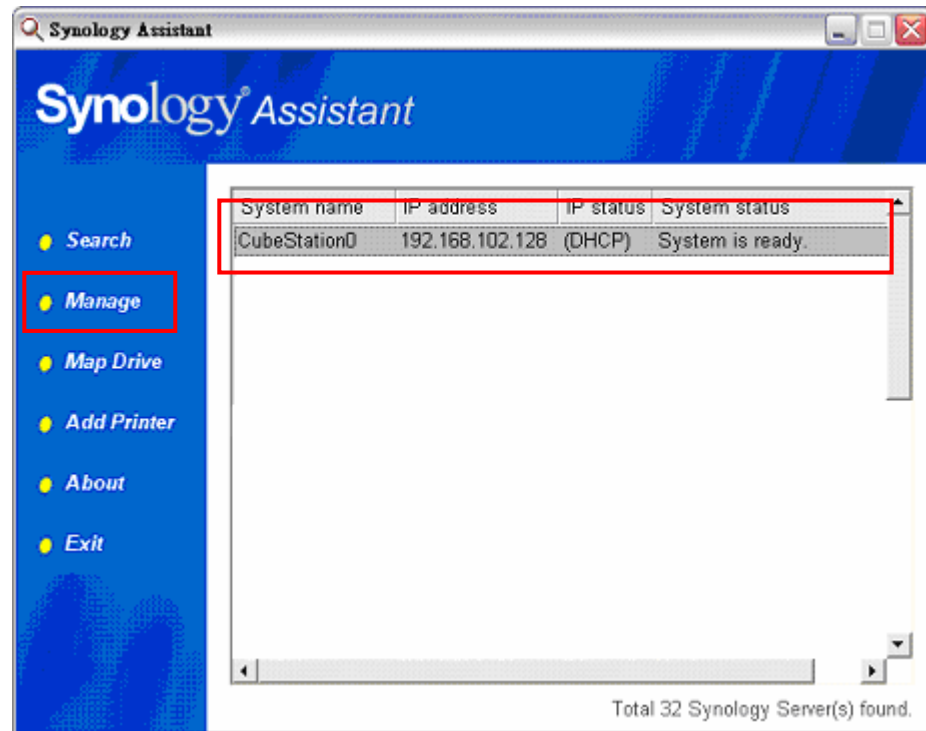 Synology Assistant
Synology® Assistant
Search
Manage
Map Drive
Add Printer
About
Exit
System name IP address IP status System status
CubeStation0 192.168.102.128 (DHCP) System is ready.
Total 32 Synology Server(s) found.